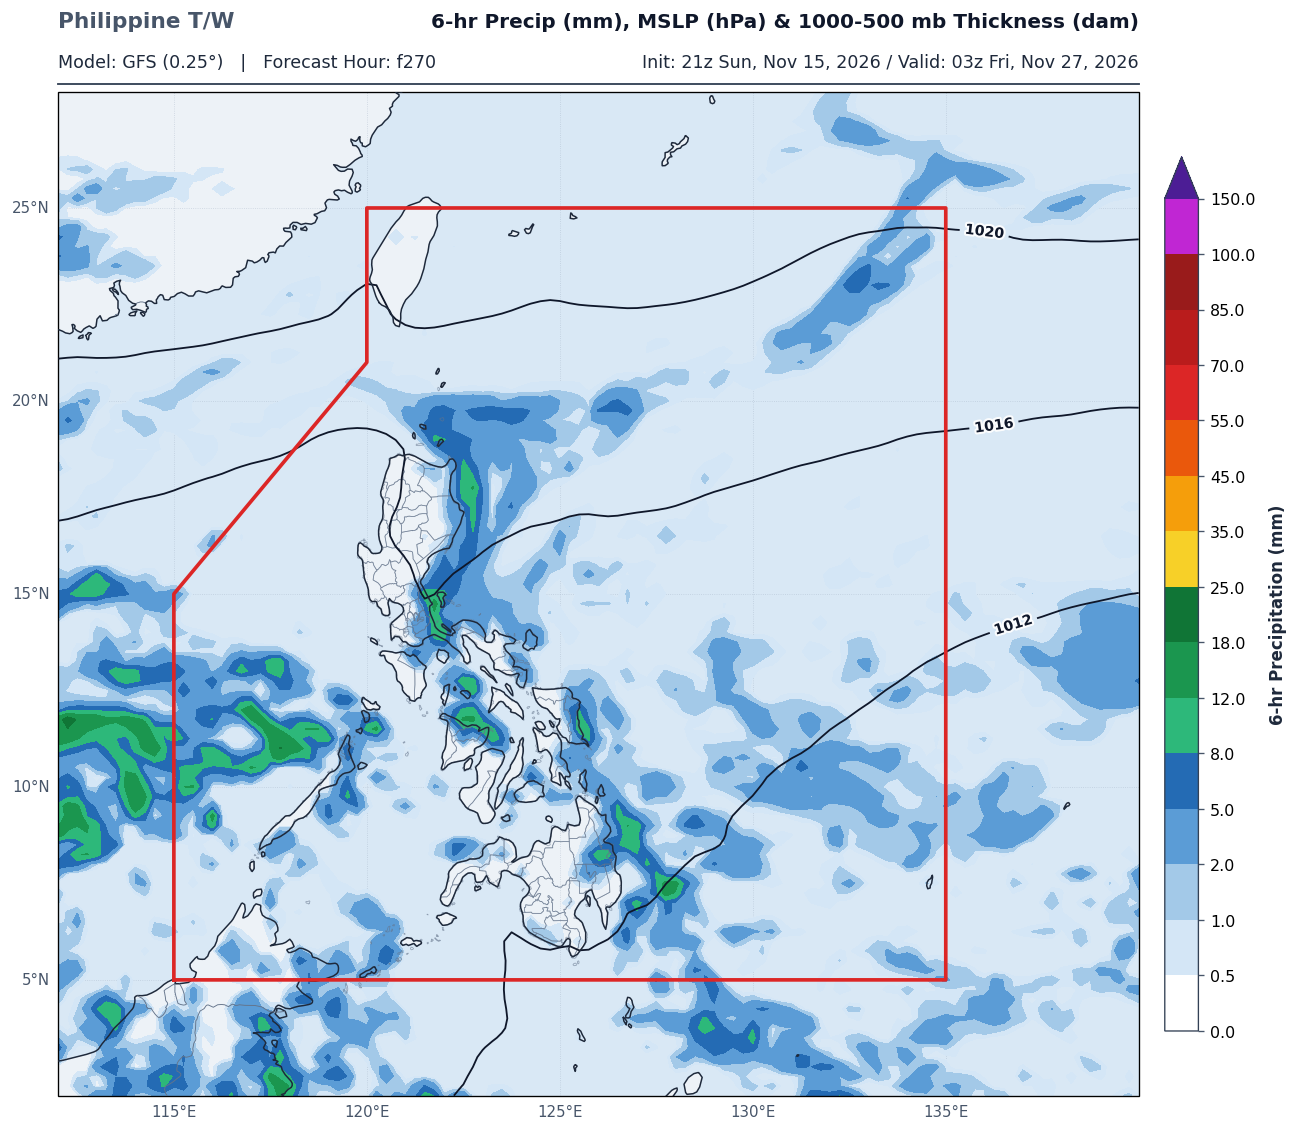 Philippine T/W
6-hr Precip (mm), MSLP (hPa) & 1000-500 mb Thickness (dam)
Model: GFS (0.25°) | Forecast Hour: f270
Init: 21z Sun, Nov 15, 2026 / Valid: 03z Fri, Nov 27, 2026
25°N
20°N
15°N
10°N
5°N
1020
1016
1012
115°E
120°E
125°E
130°E
135°E
150.0
100.0
85.0
70.0
55.0
45.0
35.0
25.0
18.0
12.0
8.0
5.0
2.0
1.0
0.5
0.0
6-hr Precipitation (mm)